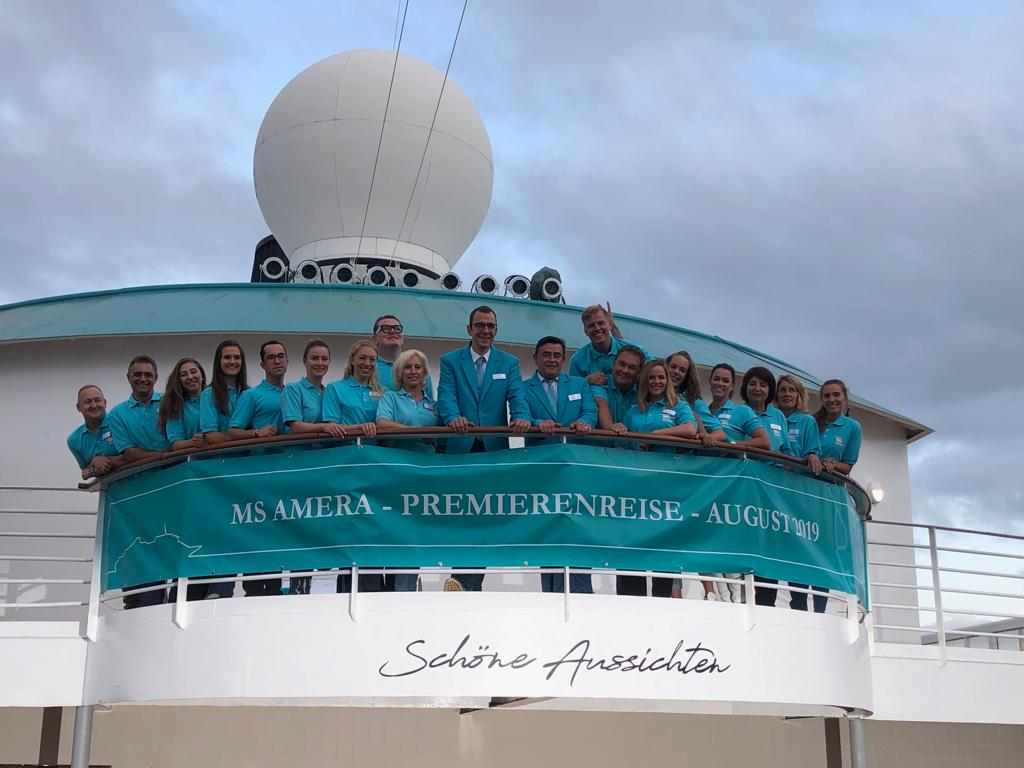 MS AMERA - PREMIERENREISE - AUGUST 2019
Schöne Aussichten